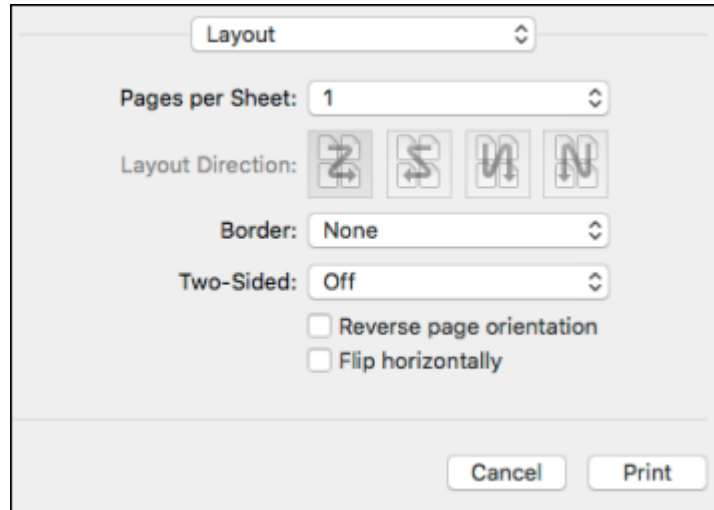 Layout
Pages per Sheet: 1
Layout Direction:
Border: None
Two-Sided: Off
Reverse page orientation
Flip horizontally
Cancel Print